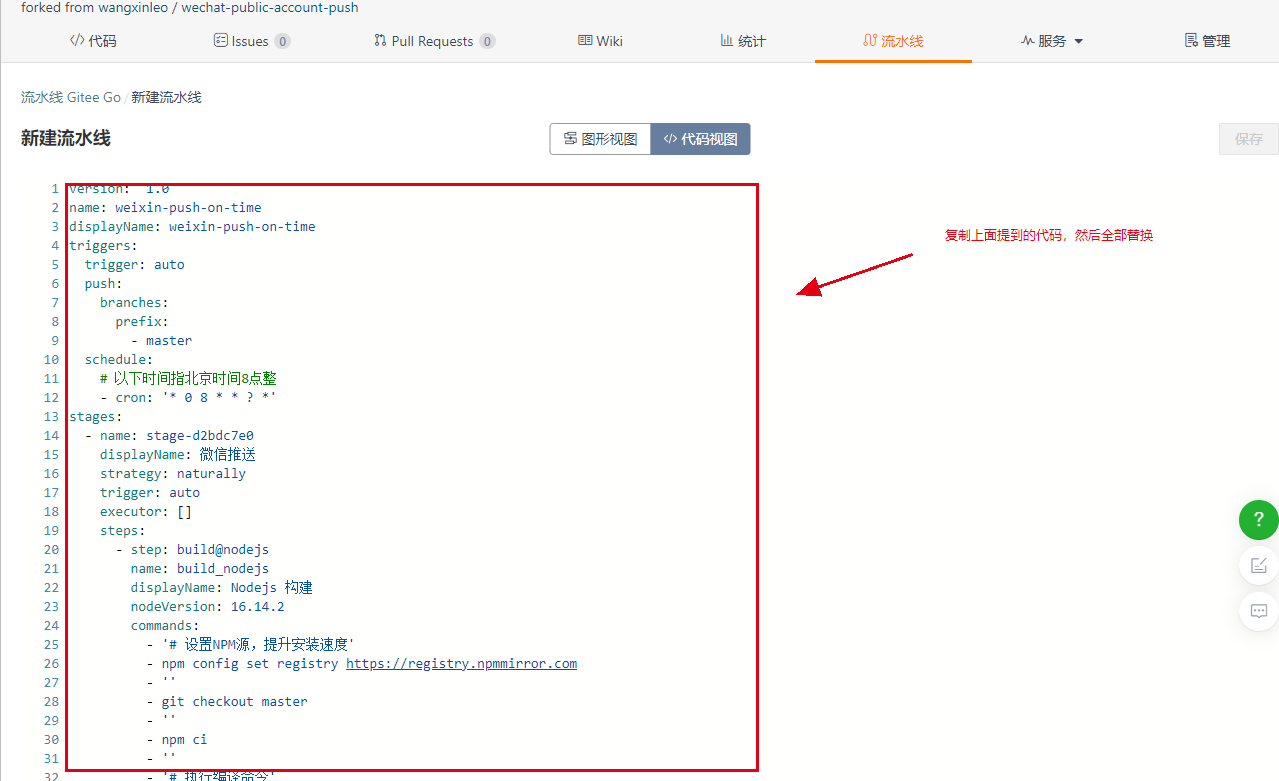 forked from wangxinleo / wechat-public-account-push
代码 Issues 0 Pull Requests 0 Wiki 统计 流水线 服务 管理
流水线 Gitee Go / 新建流水线
新建流水线 图形视图 </> 代码视图 保存
1 version: 1.0
2 name: weixin-push-on-time
3 displayName: weixin-push-on-time
复制上面提到的代码，然后全部替换
4 triggers:
5 trigger: auto
6 push:
7 branches:
8 prefix:
9 - master
10 schedule:
11 # 以下时间指北京时间8点整
12 - cron: '* 0 8 * * ? *'
13 stages:
14 - name: stage-d2bdc7e0
15 displayName: 微信推送
16 strategy: naturally
17 trigger: auto
18 executor: []
19 steps:
20 - step: build@nodejs
21 name: build_nodejs
22 displayName: Nodejs 构建
23 nodeVersion: 16.14.2
24 commands:
25 - '# 设置NPM源，提升安装速度'
26 - npm config set registry https://registry.npmmirror.com
27 - ''
28 - git checkout master
29 - ''
30 - npm ci
31 - ''
32 - '# 执行编译命令'